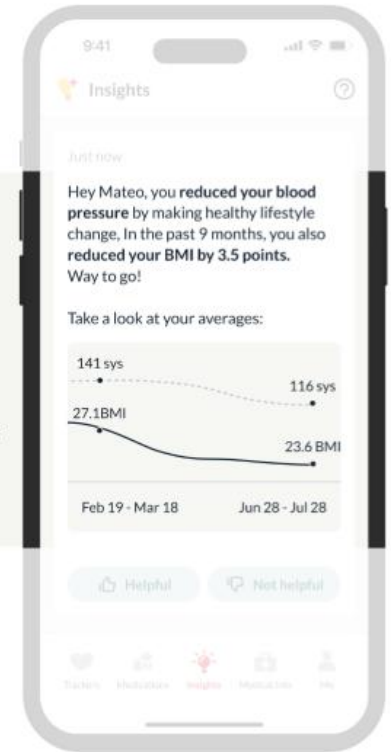 9:41
Insights
Just now
Hey Mateo, you reduced your blood
pressure by making healthy lifestyle
change, In the past 9 months, you also
reduced your BMI by 3.5 points.
Way to go!
Take a look at your averages:
141 sys
116 sys
27.1BMI
23.6 BMI
Feb 19 - Mar 18 Jun 28 - Jul 28
Helpful Not helpful
Trackers Medications Insights Medical Info Me